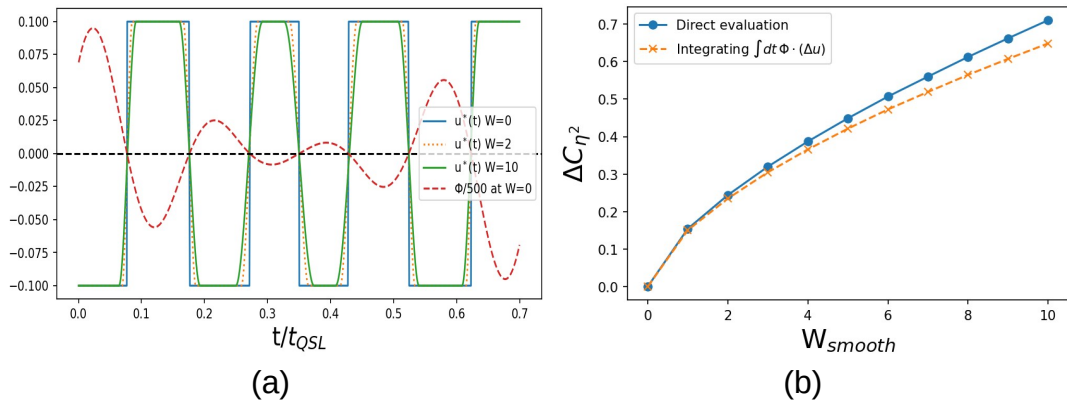 0.100
0.075
0.050
0.025
0.000
−0.025
−0.050
−0.075
−0.100
u*(t) W=0
u*(t) W=2
u*(t) W=10
Φ/500 at W=0
0.0 0.1 0.2 0.3 0.4 0.5 0.6 0.7
t/t_QSL
(a)
0.7
0.6
0.5
0.4
0.3
0.2
0.1
0.0
ΔC_η²
Direct evaluation
Integrating ∫dt Φ · (Δu)
0 2 4 6 8 10
W_smooth
(b)